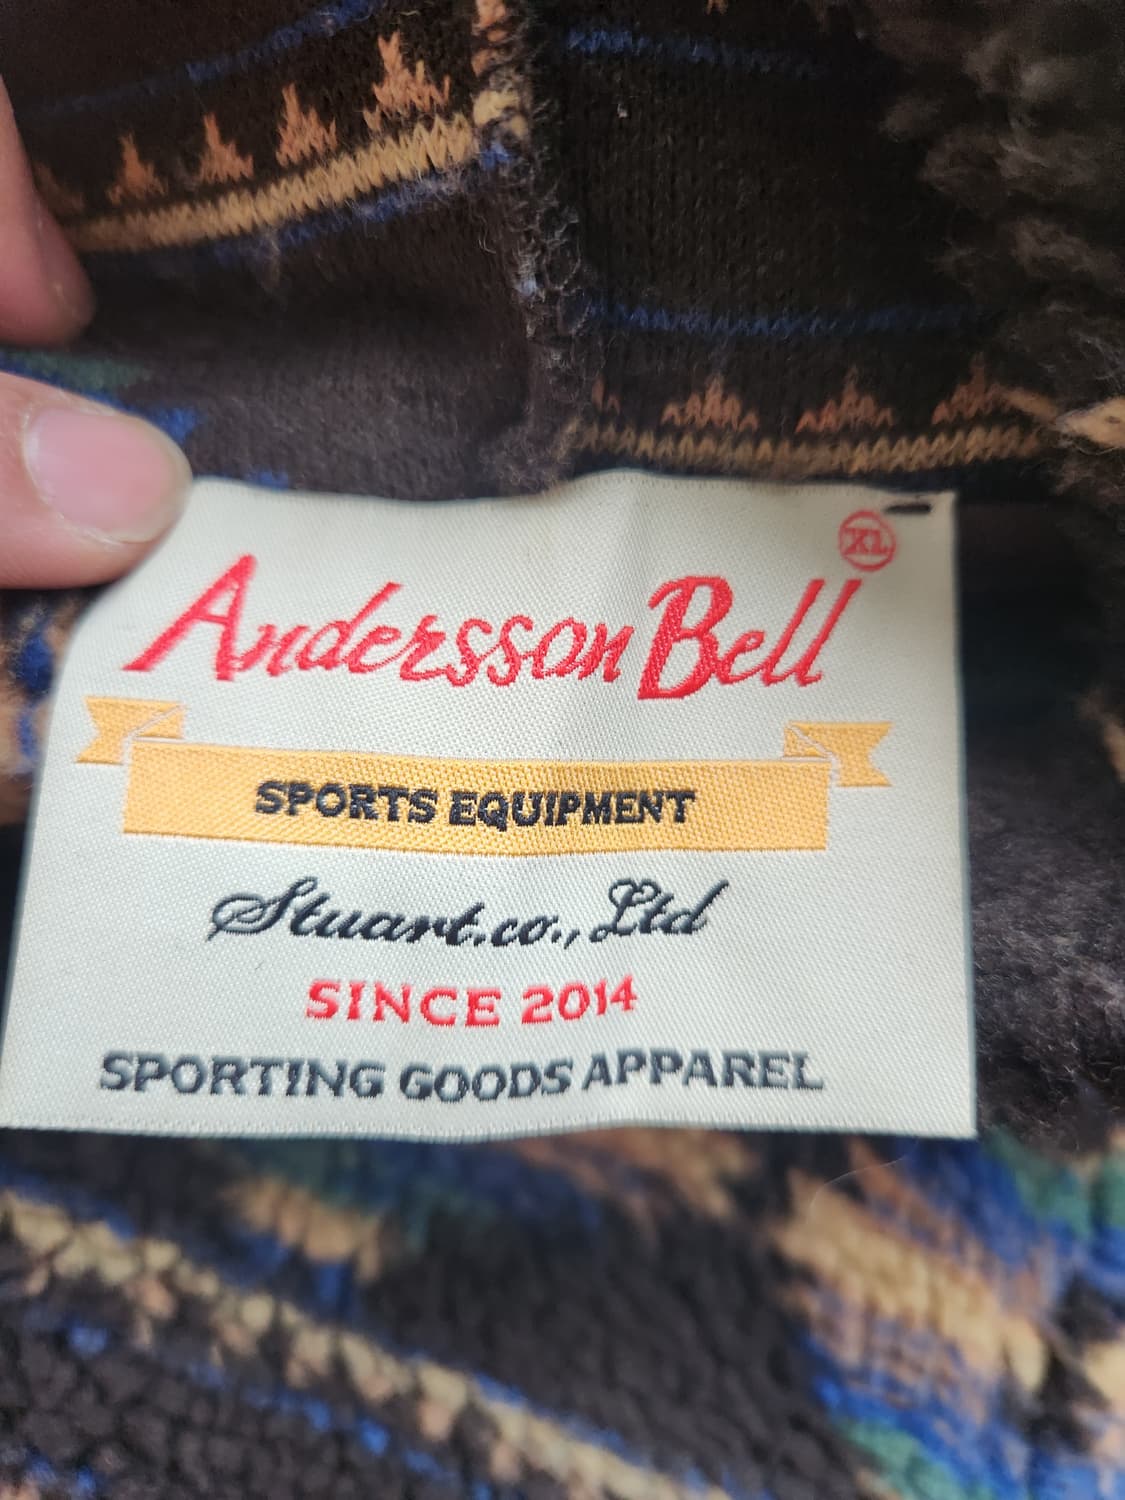 XL
Andersson Bell
SPORTS EQUIPMENT
Stuart.co., Ltd
SINCE 2014
SPORTING GOODS APPAREL